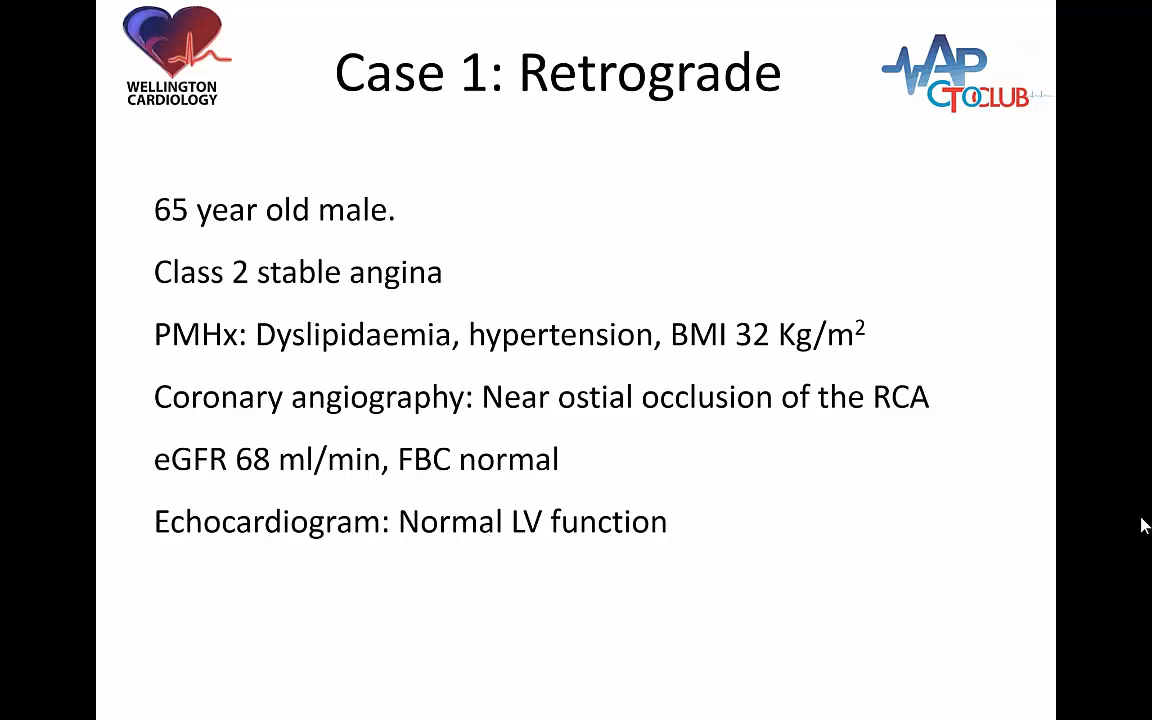 WELLINGTON
CARDIOLOGY
Case 1: Retrograde
AP
CTOCLUB
65 year old male.
Class 2 stable angina
PMHx: Dyslipidaemia, hypertension, BMI 32 Kg/m²
Coronary angiography: Near ostial occlusion of the RCA
eGFR 68 ml/min, FBC normal
Echocardiogram: Normal LV function